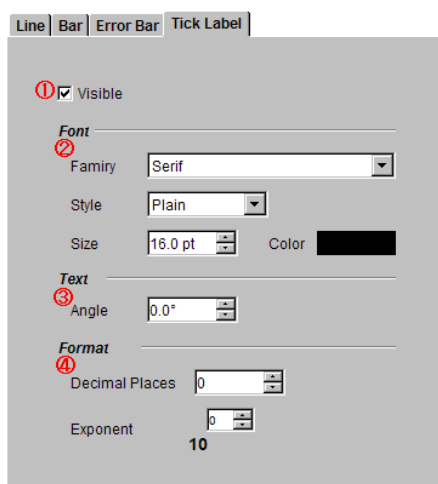 Line Bar Error Bar Tick Label
① Visible
Font
②
Famiry Serif
Style Plain
Size 16.0 pt Color
Text
③
Angle 0.0°
Format
④
Decimal Places 0
Exponent 0
10